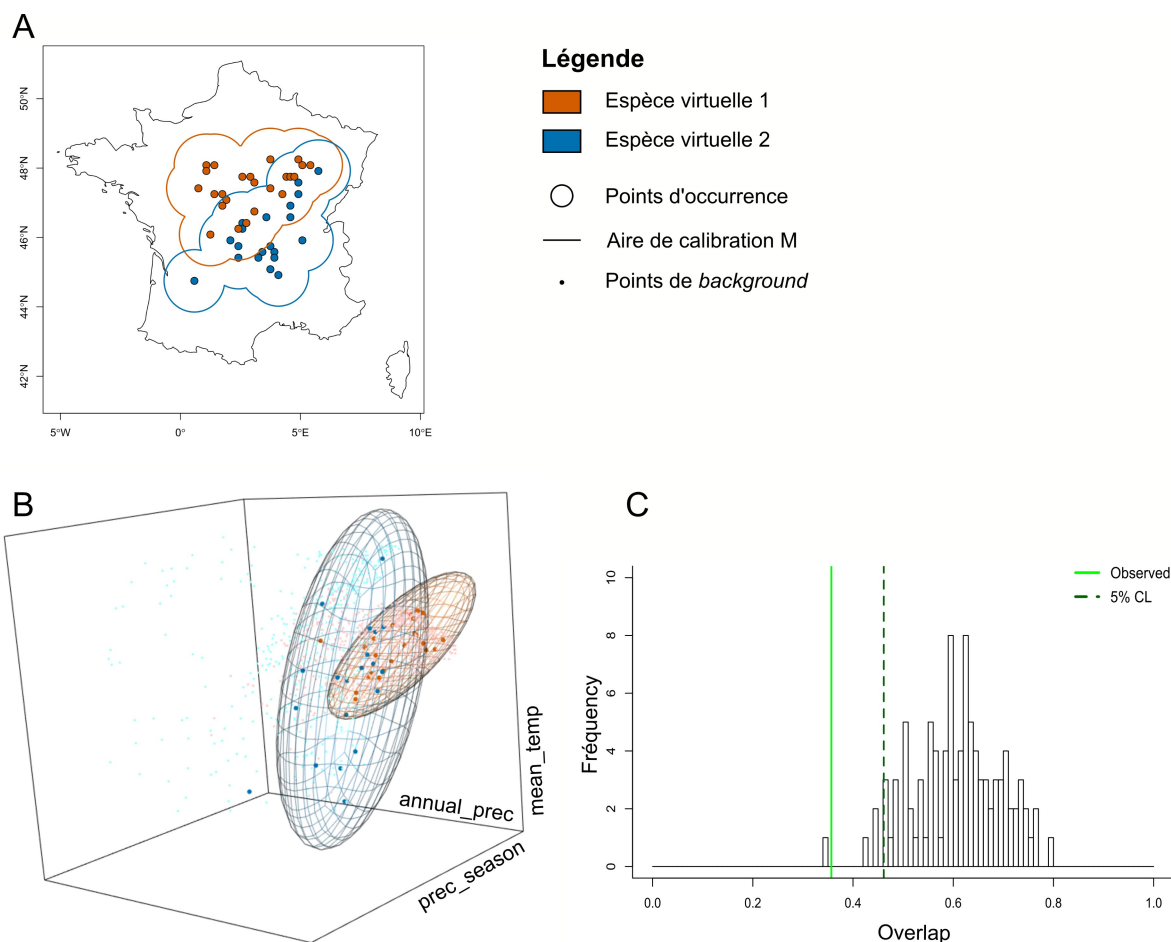 A
50°N
48°N
46°N
44°N
42°N
5°W
0°
5°E
10°E
Légende
Espèce virtuelle 1
Espèce virtuelle 2
Points d'occurrence
Aire de calibration M
Points de background
B
annual_prec
prec_season
mean_temp
C
Observed
5% CL
Fréquency
10
8
6
4
2
0
0.0
0.2
0.4
0.6
0.8
1.0
Overlap